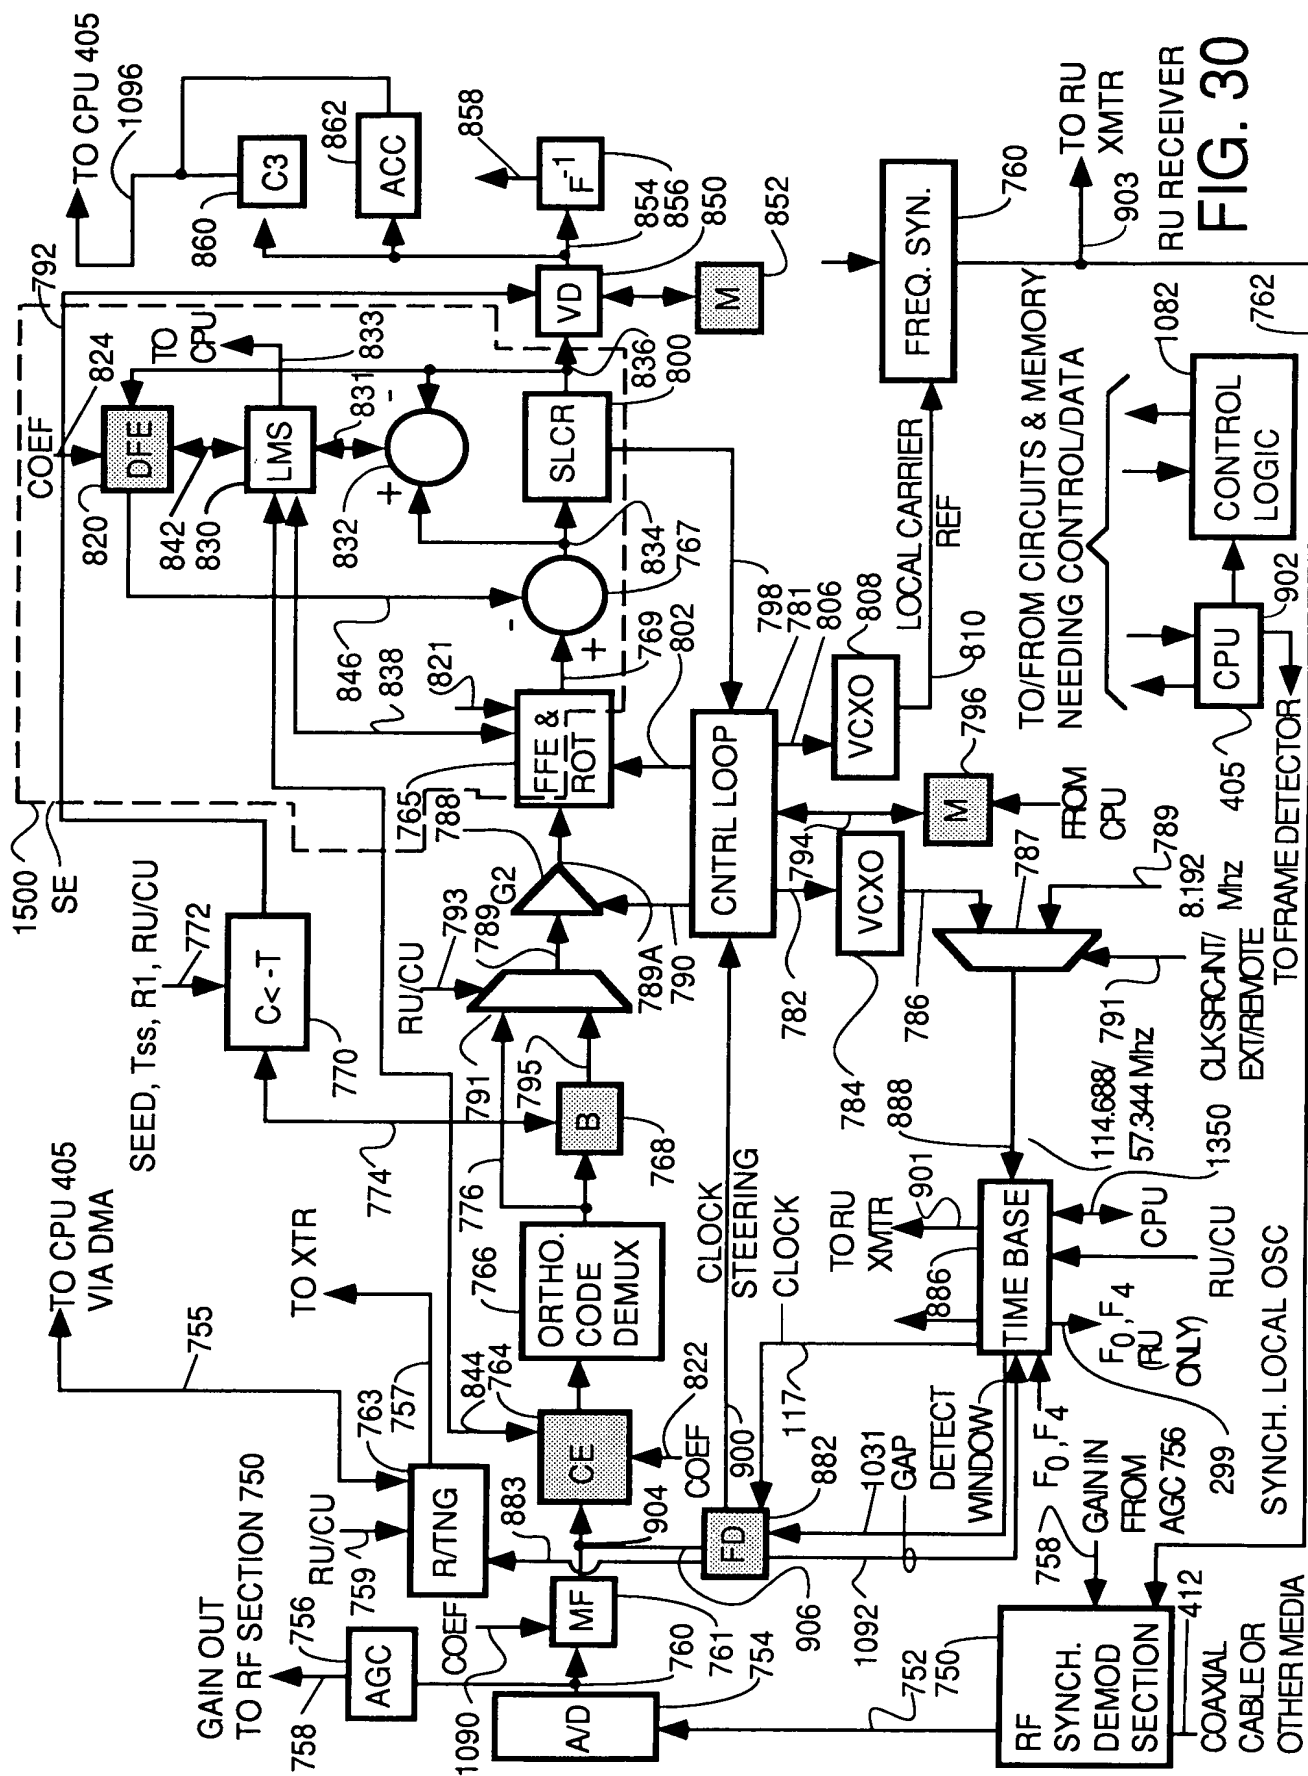 GAIN OUT
TO RF SECTION 750
758
756
AGC
RU/CU
759
TO CPU 405
VIA DMA
755
763
757
R/TNG
TO XTR
SEED, Tss, R1, RU/CU
772
C<-T
770
774
1500
SE
COEF
824
792
TO CPU 405
1096
COEF
1090
MF
A/D
760
761
754
883
904
906
844
764
CE
COEF
822
766
ORTHO.
CODE
DEMUX
776
791
B
768
795
RU/CU
793
789
G2
788
765
789A
790
FFE &
ROT
821
838
846
769
802
767
834
820
DFE
842
830
LMS
831
833
TO
CPU
832
+
-
+
-
SLCR
800
836
VD
850
M
852
854
856
F-1
858
860
C3
862
ACC
FD
882
900
CLOCK
STEERING
117
CLOCK
1031
GAP
DETECT
WINDOW
1092
CNTRL LOOP
798
781
806
782
794
VCXO
784
786
VCXO
808
M
796
FROM
CPU
LOCAL CARRIER
REF
810
FREQ. SYN.
760
TO RU
XMTR
903
787
789
8.192
Mhz
791
CLKSRCHNT/
EXT/REMOTE
888
114.688/
57.344 Mhz
TO RU
XMTR
901
886
TIME BASE
1350
CPU
RU/CU
F0, F4
(RU
ONLY)
299
F0, F4
758
GAIN IN
FROM
AGC 756
752
750
RF
SYNCH.
DEMOD
SECTION
412
COAXIAL
CABLE OR
OTHER MEDIA
SYNCH. LOCAL OSC
TO/FROM CIRCUITS & MEMORY
NEEDING CONTROL/DATA
405
CPU
902
TO FRAME DETECTOR
CONTROL
LOGIC
1082
762
RU RECEIVER
FIG. 30